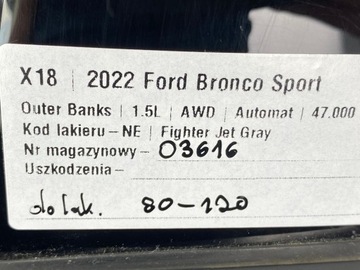 X18 | 2022 Ford Bronco Sport
Outer Banks | 1.5L | AWD | Automat | 47.000
Kod lakieru – NE | Fighter Jet Gray
Nr magazynowy – 03616
Uszkodzenia –
do lak. 80-120